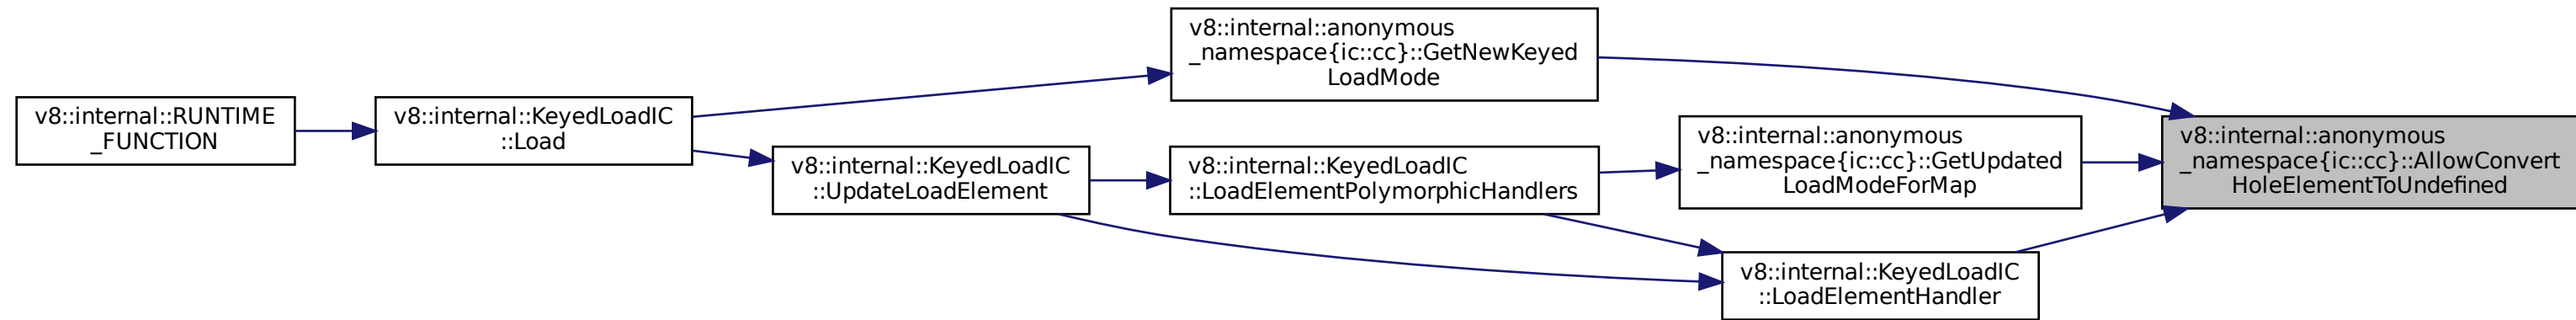 v8::internal::RUNTIME
_FUNCTION
v8::internal::KeyedLoadIC
::Load
v8::internal::anonymous
_namespace{ic::cc}::GetNewKeyed
LoadMode
v8::internal::KeyedLoadIC
::UpdateLoadElement
v8::internal::KeyedLoadIC
::LoadElementPolymorphicHandlers
v8::internal::anonymous
_namespace{ic::cc}::GetUpdated
LoadModeForMap
v8::internal::KeyedLoadIC
::LoadElementHandler
v8::internal::anonymous
_namespace{ic::cc}::AllowConvert
HoleElementToUndefined